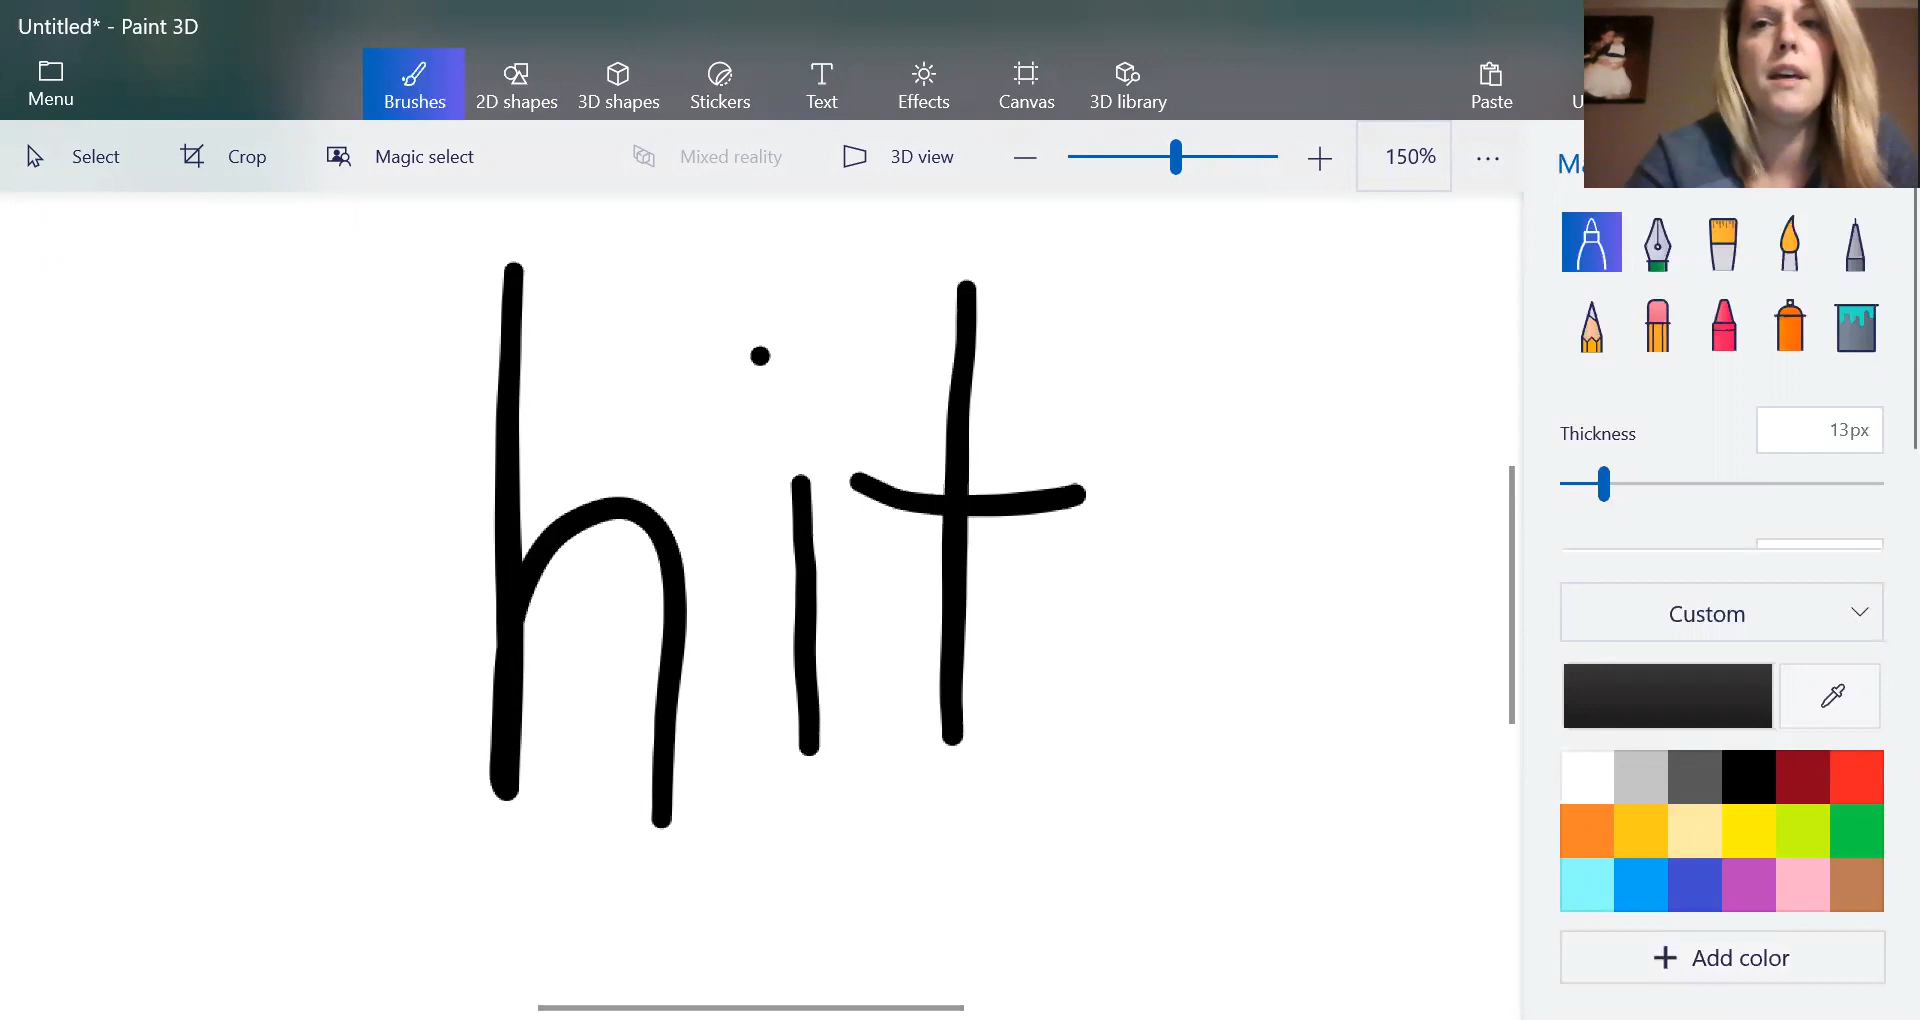 Untitled* - Paint 3D
Menu
Brushes
2D shapes
3D shapes
Stickers
Text
Effects
Canvas
3D library
Paste
U
Select
Crop
Magic select
Mixed reality
3D view
150%
Ma
hit
Thickness
13px
Custom
Add color